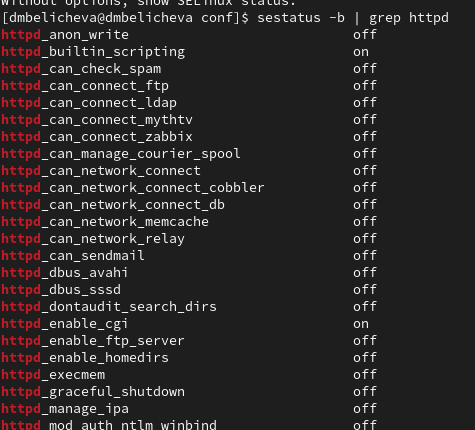 Without options, show SELinux status.
[dmbelicheva@dmbelicheva conf]$ sestatus -b | grep httpd
httpd_anon_write off
httpd_builtin_scripting on
httpd_can_check_spam off
httpd_can_connect_ftp off
httpd_can_connect_ldap off
httpd_can_connect_mythtv off
httpd_can_connect_zabbix off
httpd_can_manage_courier_spool off
httpd_can_network_connect off
httpd_can_network_connect_cobbler off
httpd_can_network_connect_db off
httpd_can_network_memcache off
httpd_can_network_relay off
httpd_can_sendmail off
httpd_dbus_avahi off
httpd_dbus_sssd off
httpd_dontaudit_search_dirs off
httpd_enable_cgi on
httpd_enable_ftp_server off
httpd_enable_homedirs off
httpd_execmem off
httpd_graceful_shutdown off
httpd_manage_ipa off
httpd_mod_auth_ntlm_winbind off